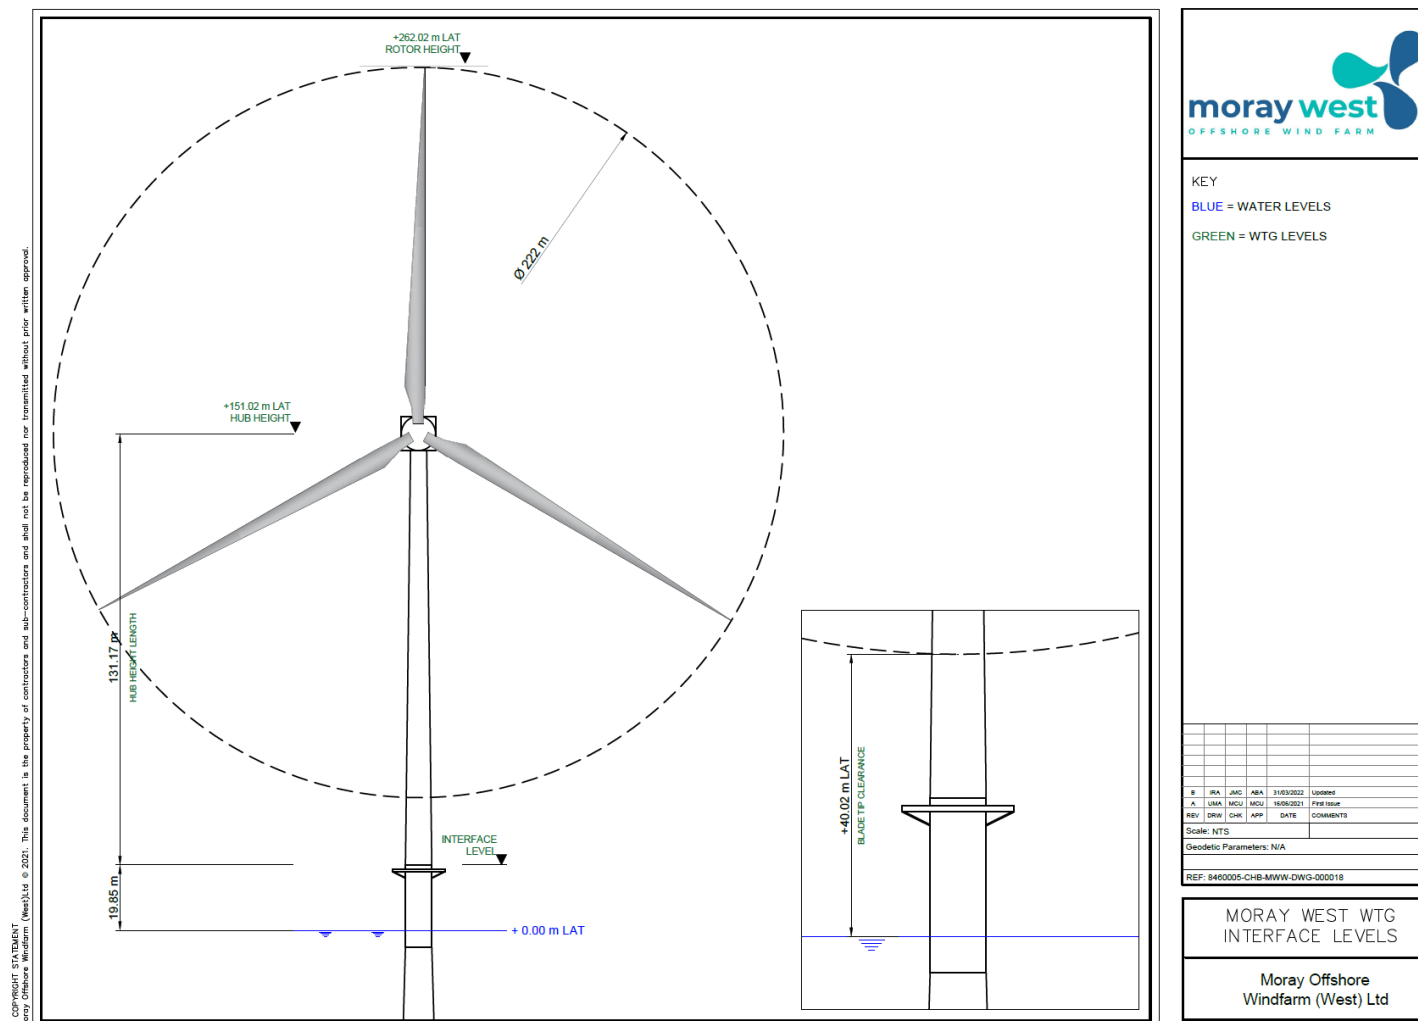 +262.02 m LAT
ROTOR HEIGHT
Ø 222 m
+151.02 m LAT
HUB HEIGHT
131.17 m
HUB HEIGHT LENGTH
INTERFACE
LEVEL
19.85 m
+ 0.00 m LAT
+40.02 m LAT
BLADE TIP CLEARANCE
COPYRIGHT STATEMENT
oray Offshore Windfarm (West)Ltd © 2021. This document is the property of contractors and sub-contractors and shall not be reproduced nor transmitted without prior written approval.
moray west
OFFSHORE WIND FARM
KEY
BLUE = WATER LEVELS
GREEN = WTG LEVELS
B IRA JMC ABA 31/03/2022 Updated
A UMA MCU MCU 16/06/2021 First Issue
REV DRW CHK APP DATE COMMENTS
Scale: NTS
Geodetic Parameters: N/A
REF: 8460005-CHB-MWW-DWG-000018
MORAY WEST WTG
INTERFACE LEVELS
Moray Offshore
Windfarm (West) Ltd